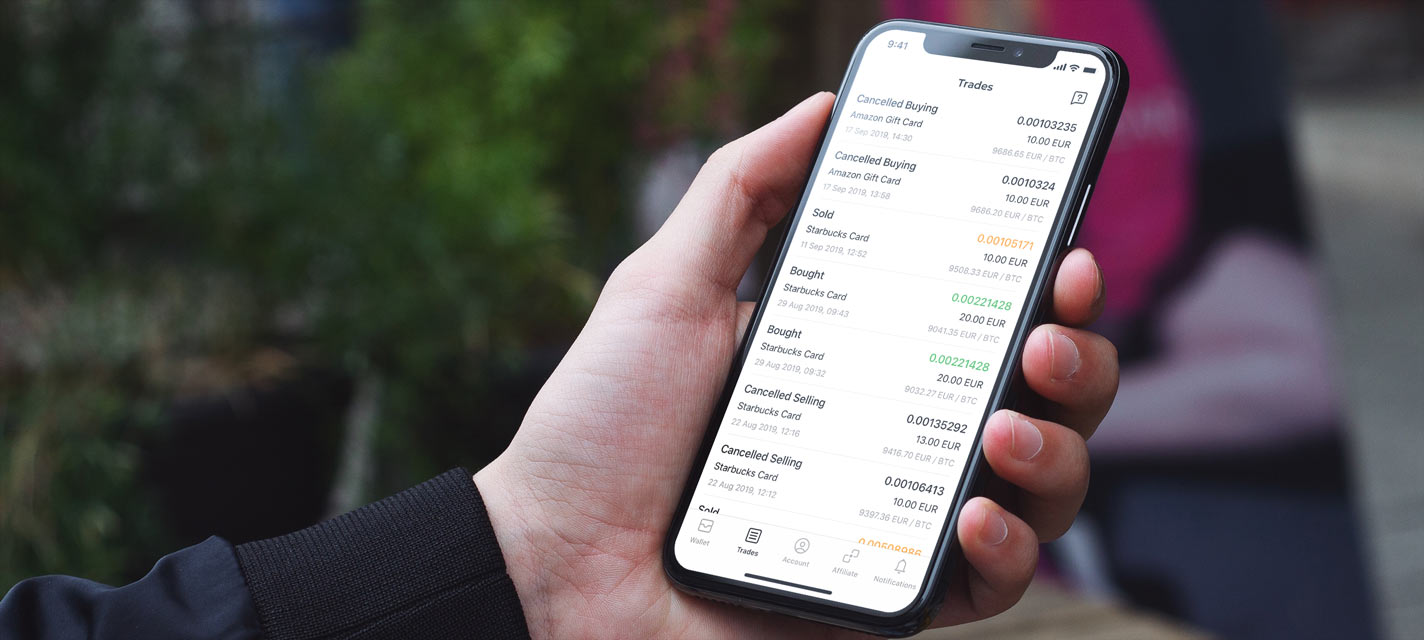 9:41
Trades
Cancelled Buying
0.00103235
Amazon Gift Card
10.00 EUR
17 Sep 2019, 14:30
9686.65 EUR / BTC
Cancelled Buying
0.0010324
Amazon Gift Card
10.00 EUR
17 Sep 2019, 13:58
9686.20 EUR / BTC
Sold
0.00105171
Starbucks Card
10.00 EUR
11 Sep 2019, 12:52
9508.33 EUR / BTC
Bought
0.00221428
Starbucks Card
20.00 EUR
29 Aug 2019, 09:43
9041.35 EUR / BTC
Bought
0.00221428
Starbucks Card
20.00 EUR
29 Aug 2019, 09:32
9032.27 EUR / BTC
Cancelled Selling
0.00135292
Starbucks Card
13.00 EUR
22 Aug 2019, 12:16
9416.70 EUR / BTC
Cancelled Selling
0.00106413
Starbucks Card
10.00 EUR
22 Aug 2019, 12:12
9397.36 EUR / BTC
Sold
0.00508986
Wallet
Trades
Account
Affiliate
Notifications